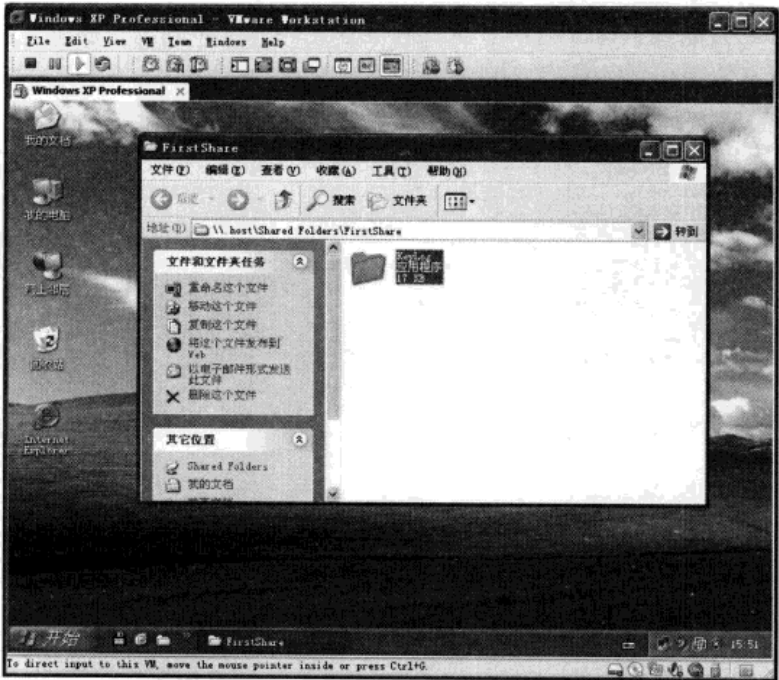 Windows XP Professional - VMware Workstation
File Edit View VM Team Windows Help
Windows XP Professional ×
我的文档
我的电脑
网上邻居
回收站
Internet
Explorer
FirstShare
文件(F) 编辑(E) 查看(V) 收藏(A) 工具(T) 帮助(H)
后退 搜索 文件夹
地址(D) \\.host\Shared Folders\FirstShare 转到
文件和文件夹任务
重命名这个文件
移动这个文件
复制这个文件
将这个文件发布到
Web
以电子邮件形式发送
此文件
删除这个文件
其它位置
Shared Folders
我的文档
KeyLog
应用程序
17 KB
开始 FirstShare 15:51
To direct input to this VM, move the mouse pointer inside or press Ctrl+G.